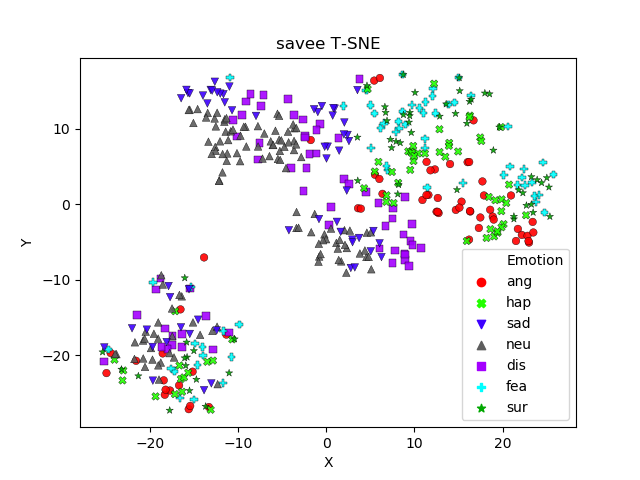 savee T-SNE
Y
10
0
−10
−20
−20
−10
0
10
20
X
Emotion
ang
hap
sad
neu
dis
fea
sur